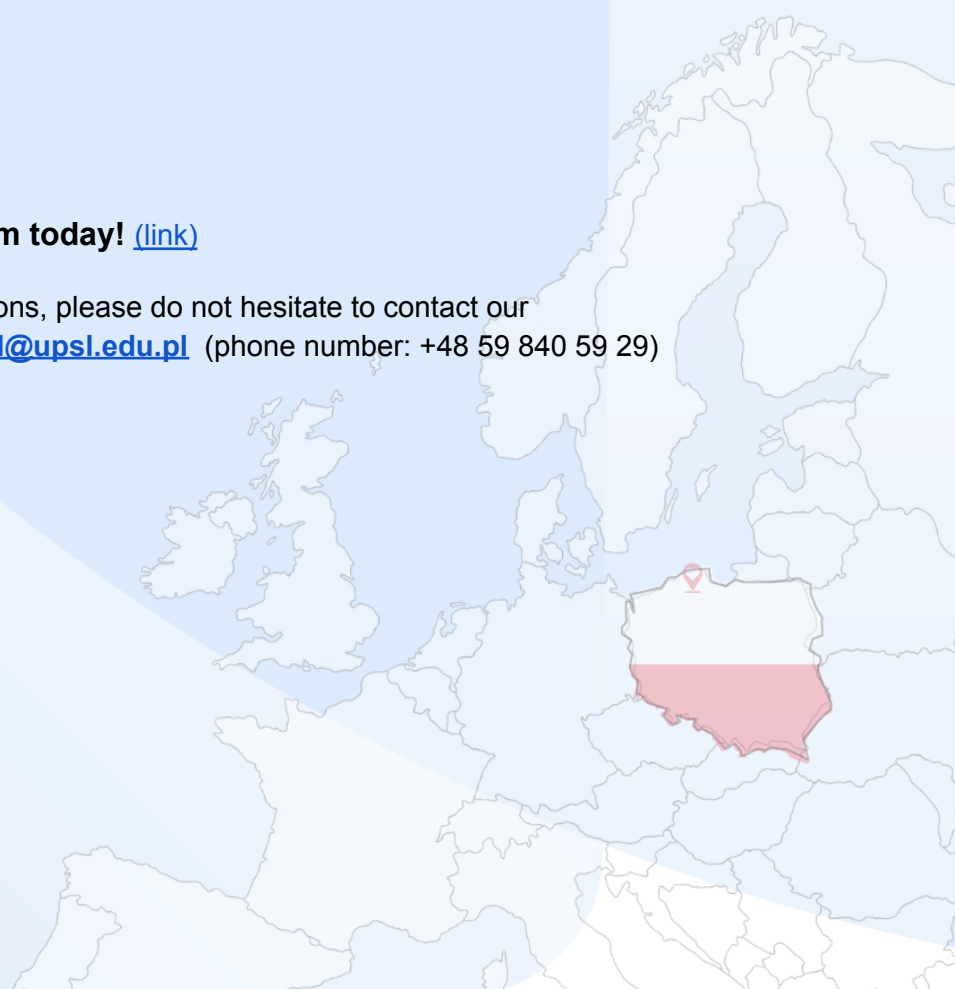 m today! (link)
ons, please do not hesitate to contact our
l@upsl.edu.pl (phone number: +48 59 840 59 29)